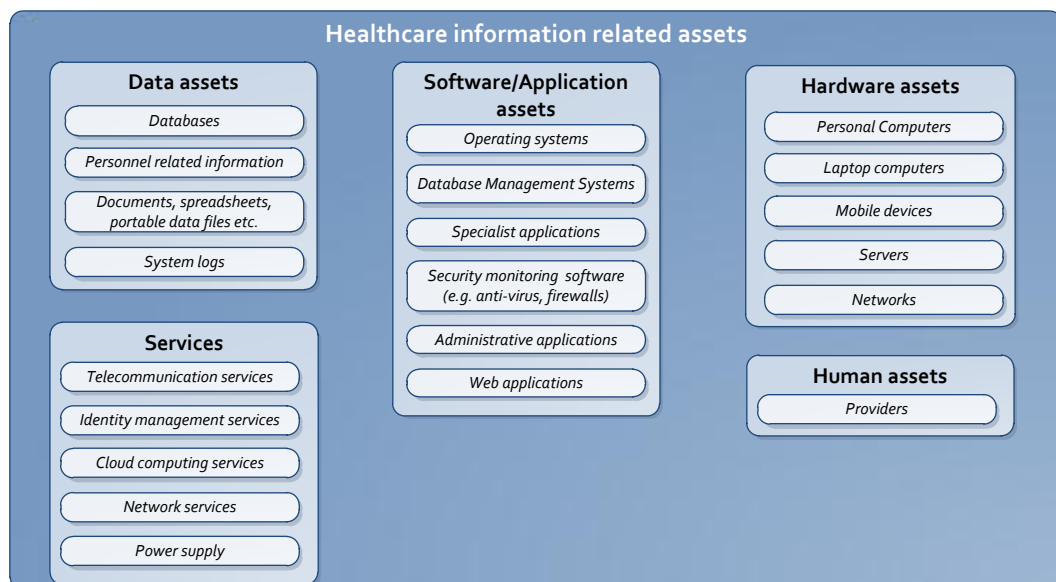 Healthcare information related assets
Data assets
Databases
Personnel related information
Documents, spreadsheets,
portable data files etc.
System logs
Services
Telecommunication services
Identity management services
Cloud computing services
Network services
Power supply
Software/Application
assets
Operating systems
Database Management Systems
Specialist applications
Security monitoring software
(e.g. anti-virus, firewalls)
Administrative applications
Web applications
Hardware assets
Personal Computers
Laptop computers
Mobile devices
Servers
Networks
Human assets
Providers